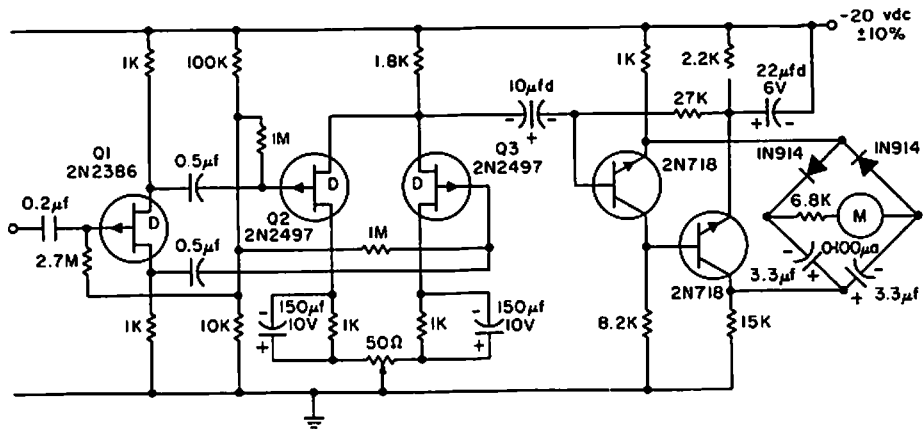 -20 vdc
±10%
1K
100K
1.8K
1K
2.2K
10µfd
22µfd
6V
-
+
-
27K
+
-
1M
Q1
2N2386
0.5µf
Q3
2N2497
2N718
1N914
1N914
D
D
D
0.2µf
Q2
2N2497
6.8K
M
1M
2.7M
0.5µf
-
0-100µa
-
2N718
3.3µf
+
+
3.3µf
150µf
10V
-
+
1K
1K
-
+
150µf
10V
1K
10K
50Ω
8.2K
15K